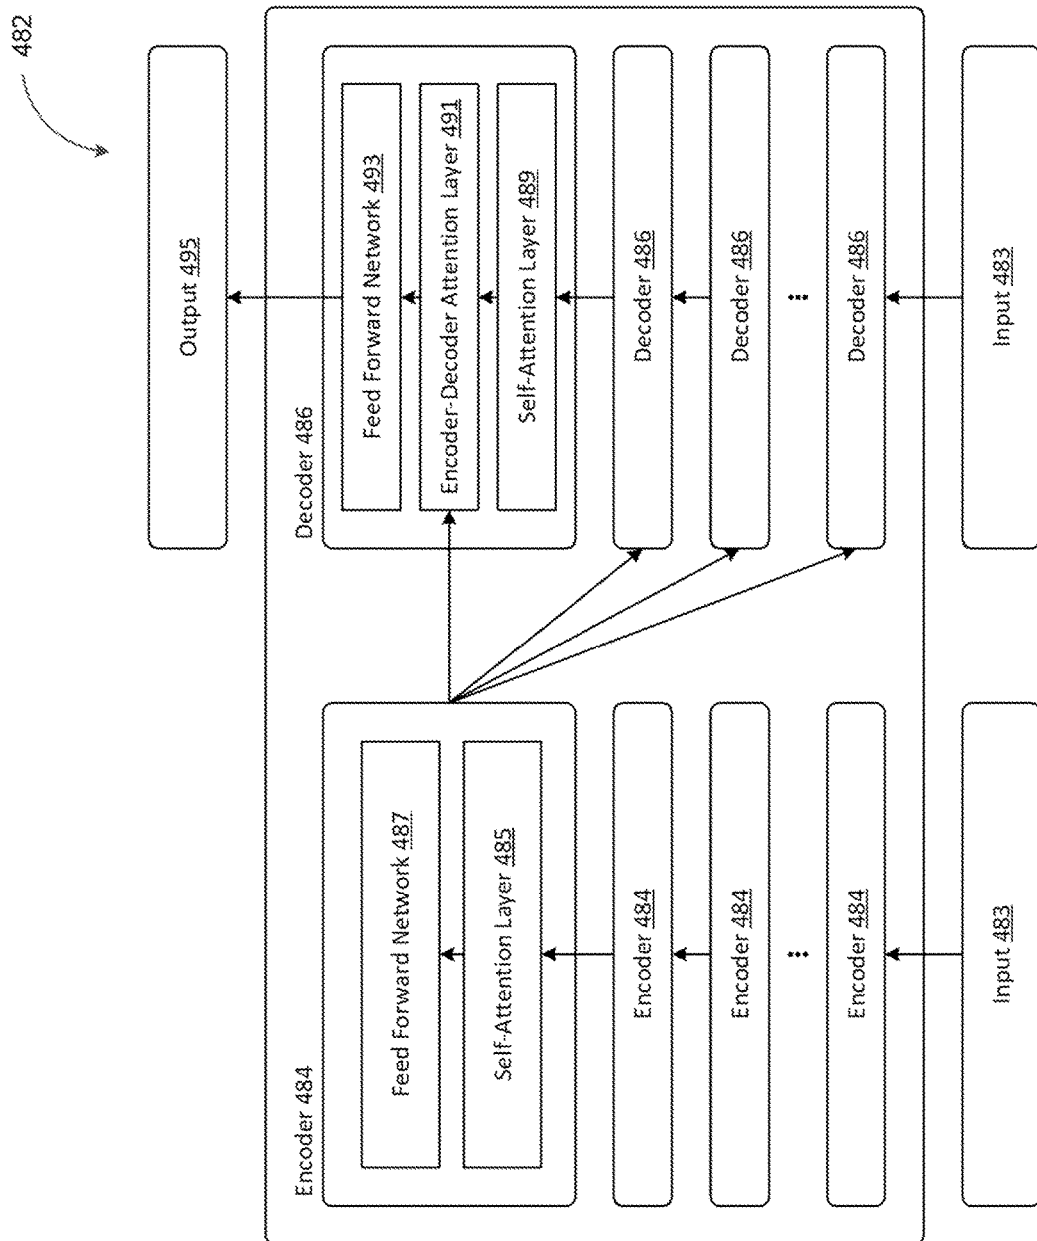 482
Output 495
Encoder 484
Feed Forward Network 487
Self-Attention Layer 485
Encoder 484
Encoder 484
...
Encoder 484
Input 483
Decoder 486
Feed Forward Network 493
Encoder-Decoder Attention Layer 491
Self-Attention Layer 489
Decoder 486
Decoder 486
...
Decoder 486
Input 483